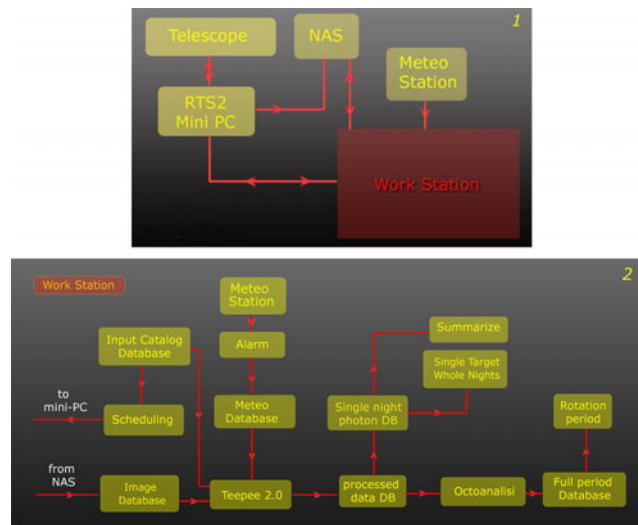 1
Telescope
NAS
Meteo
Station
RTS2
Mini PC
Work Station
2
Work Station
Meteo
Station
Summarize
Input Catalog
Database
Alarm
Single Target
Whole Nights
to
mini-PC
Scheduling
Meteo
Database
Single night
photon DB
Rotation
period
from
NAS
Image
Database
Teepee 2.0
processed
data DB
Octoanalisi
Full period
Database